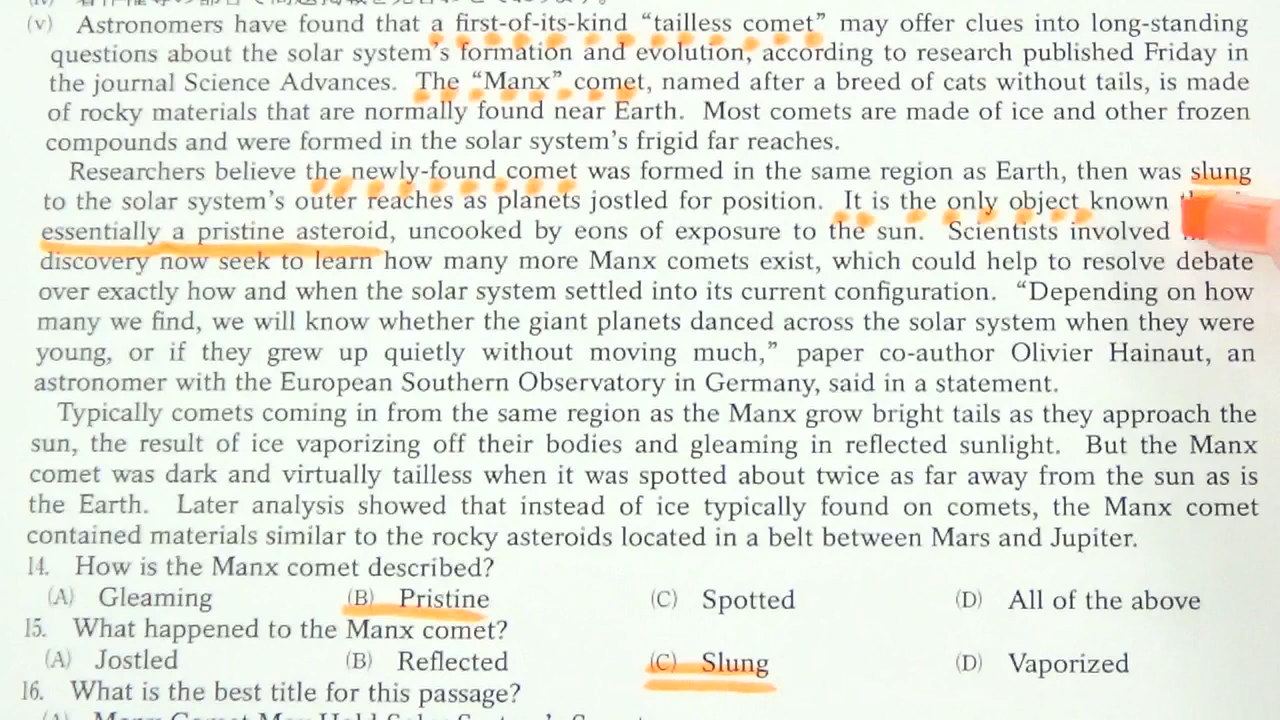 (v) Astronomers have found that a first-of-its-kind “tailless comet” may offer clues into long-standing
questions about the solar system’s formation and evolution, according to research published Friday in
the journal Science Advances. The “Manx” comet, named after a breed of cats without tails, is made
of rocky materials that are normally found near Earth. Most comets are made of ice and other frozen
compounds and were formed in the solar system’s frigid far reaches.
Researchers believe the newly-found comet was formed in the same region as Earth, then was slung
to the solar system’s outer reaches as planets jostled for position. It is the only object known
essentially a pristine asteroid, uncooked by eons of exposure to the sun. Scientists involved
discovery now seek to learn how many more Manx comets exist, which could help to resolve debate
over exactly how and when the solar system settled into its current configuration. “Depending on how
many we find, we will know whether the giant planets danced across the solar system when they were
young, or if they grew up quietly without moving much,” paper co-author Olivier Hainaut, an
astronomer with the European Southern Observatory in Germany, said in a statement.
Typically comets coming in from the same region as the Manx grow bright tails as they approach the
sun, the result of ice vaporizing off their bodies and gleaming in reflected sunlight. But the Manx
comet was dark and virtually tailless when it was spotted about twice as far away from the sun as is
the Earth. Later analysis showed that instead of ice typically found on comets, the Manx comet
contained materials similar to the rocky asteroids located in a belt between Mars and Jupiter.
14. How is the Manx comet described?
(A) Gleaming (B) Pristine (C) Spotted (D) All of the above
15. What happened to the Manx comet?
(A) Jostled (B) Reflected (C) Slung (D) Vaporized
16. What is the best title for this passage?